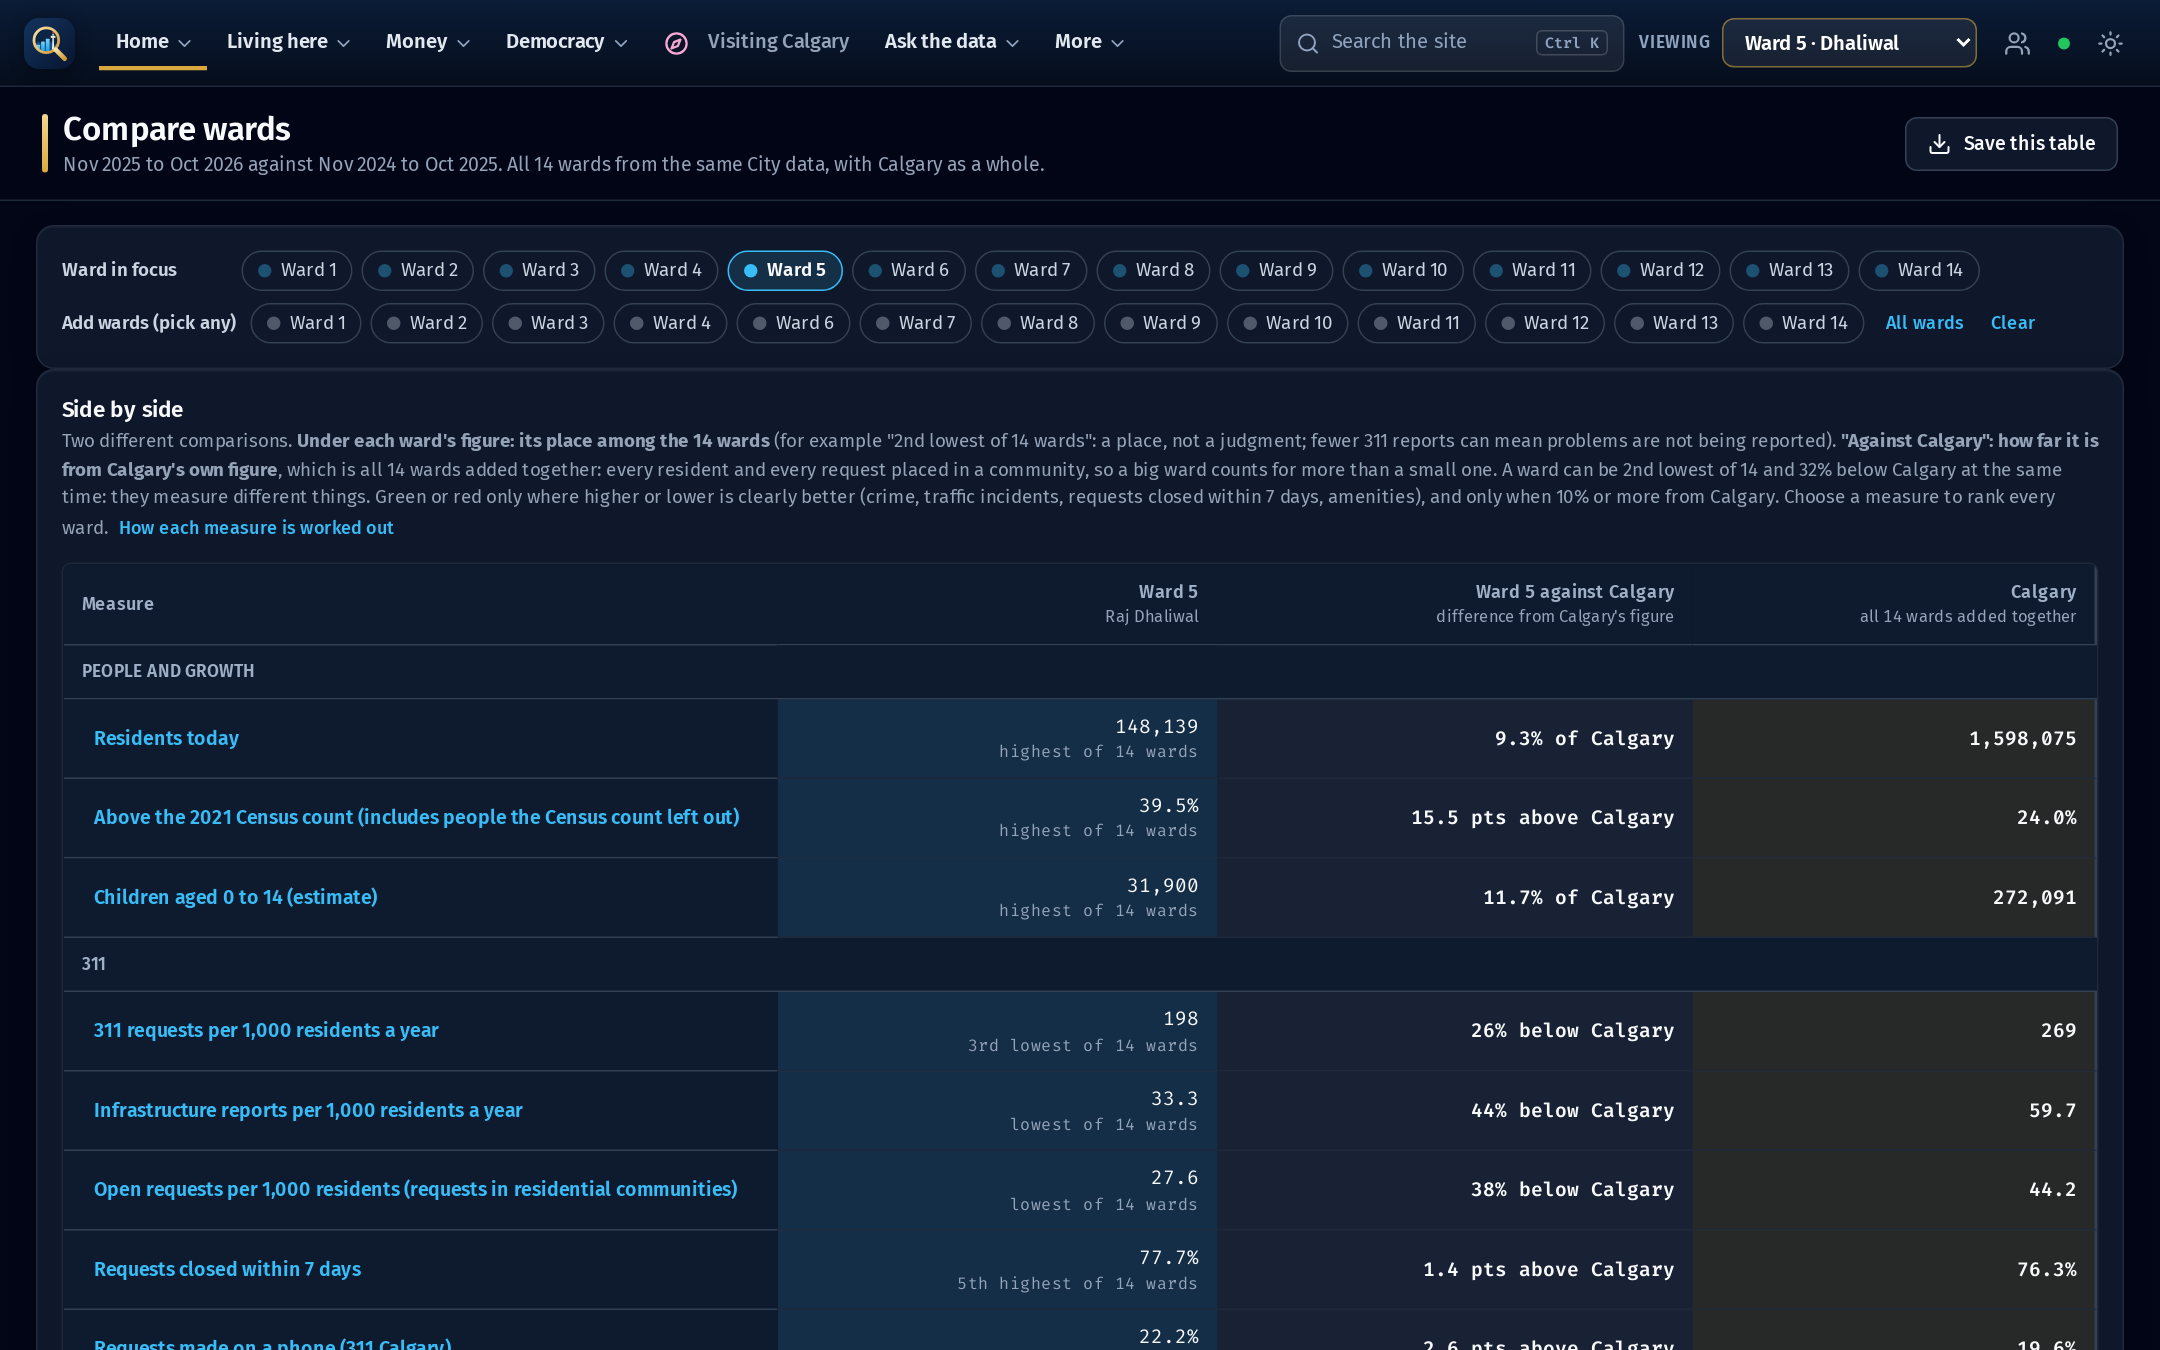 Home
Living here
Money
Democracy
Visiting Calgary
Ask the data
More
Search the site
Ctrl K
VIEWING
Ward 5 · Dhaliwal
Compare wards
Nov 2025 to Oct 2026 against Nov 2024 to Oct 2025. All 14 wards from the same City data, with Calgary as a whole.
Save this table
Ward in focus
Ward 1
Ward 2
Ward 3
Ward 4
Ward 5
Ward 6
Ward 7
Ward 8
Ward 9
Ward 10
Ward 11
Ward 12
Ward 13
Ward 14
Add wards (pick any)
Ward 1
Ward 2
Ward 3
Ward 4
Ward 6
Ward 7
Ward 8
Ward 9
Ward 10
Ward 11
Ward 12
Ward 13
Ward 14
All wards
Clear
Side by side
Two different comparisons. Under each ward's figure: its place among the 14 wards (for example "2nd lowest of 14 wards": a place, not a judgment; fewer 311 reports can mean problems are not being reported). "Against Calgary": how far it is
from Calgary's own figure, which is all 14 wards added together: every resident and every request placed in a community, so a big ward counts for more than a small one. A ward can be 2nd lowest of 14 and 32% below Calgary at the same
time: they measure different things. Green or red only where higher or lower is clearly better (crime, traffic incidents, requests closed within 7 days, amenities), and only when 10% or more from Calgary. Choose a measure to rank every
ward. How each measure is worked out
Measure
Ward 5
Raj Dhaliwal
Ward 5 against Calgary
difference from Calgary's figure
Calgary
all 14 wards added together
PEOPLE AND GROWTH
Residents today
148,139
highest of 14 wards
9.3% of Calgary
1,598,075
Above the 2021 Census count (includes people the Census count left out)
39.5%
highest of 14 wards
15.5 pts above Calgary
24.0%
Children aged 0 to 14 (estimate)
31,900
highest of 14 wards
11.7% of Calgary
272,091
311
311 requests per 1,000 residents a year
198
3rd lowest of 14 wards
26% below Calgary
269
Infrastructure reports per 1,000 residents a year
33.3
lowest of 14 wards
44% below Calgary
59.7
Open requests per 1,000 residents (requests in residential communities)
27.6
lowest of 14 wards
38% below Calgary
44.2
Requests closed within 7 days
77.7%
5th highest of 14 wards
1.4 pts above Calgary
76.3%
Requests made on a phone (311 Calgary)
22.2%
2.6 pts above Calgary
19.6%